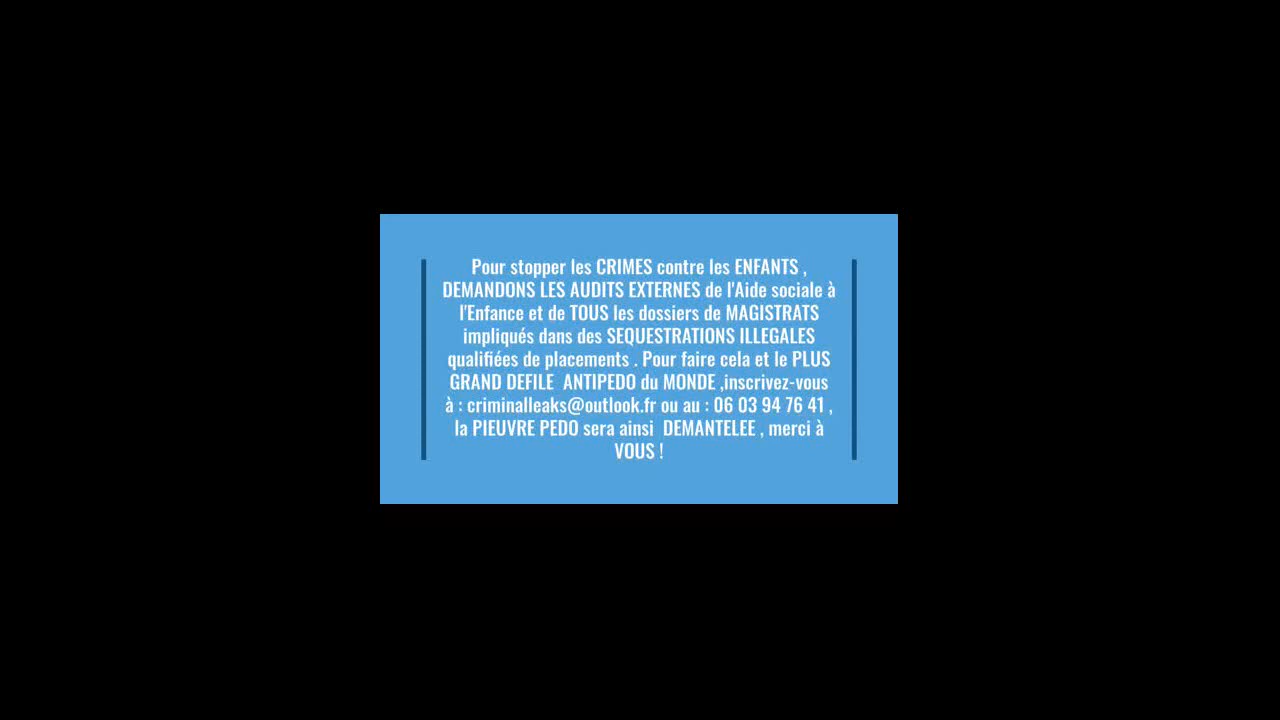 Pour stopper les CRIMES contre les ENFANTS ,
DEMANDONS LES AUDITS EXTERNES de l'Aide sociale à
l'Enfance et de TOUS les dossiers de MAGISTRATS
impliqués dans des SEQUESTRATIONS ILLEGALES
qualifiées de placements . Pour faire cela et le PLUS
GRAND DEFILE ANTIPEDO du MONDE ,inscrivez-vous
à : criminalleaks@outlook.fr ou au : 06 03 94 76 41 ,
la PIEUVRE PEDO sera ainsi DEMANTELEE , merci à
VOUS !